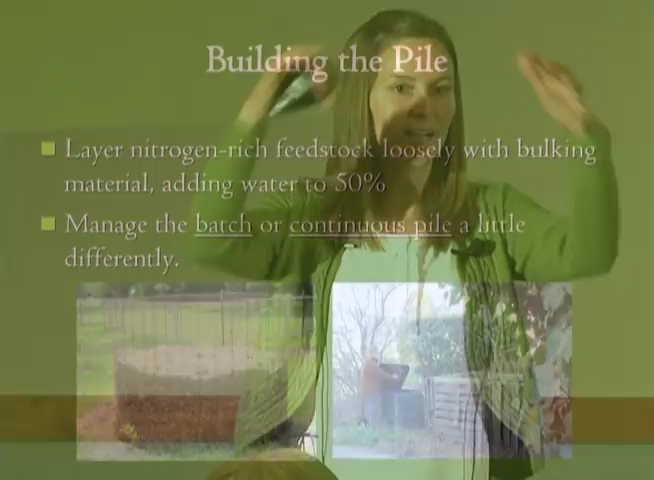 Building the Pile
Layer nitrogen-rich feedstock loosely with bulking
material, adding water to 50%
Manage the batch or continuous pile a little
differently.